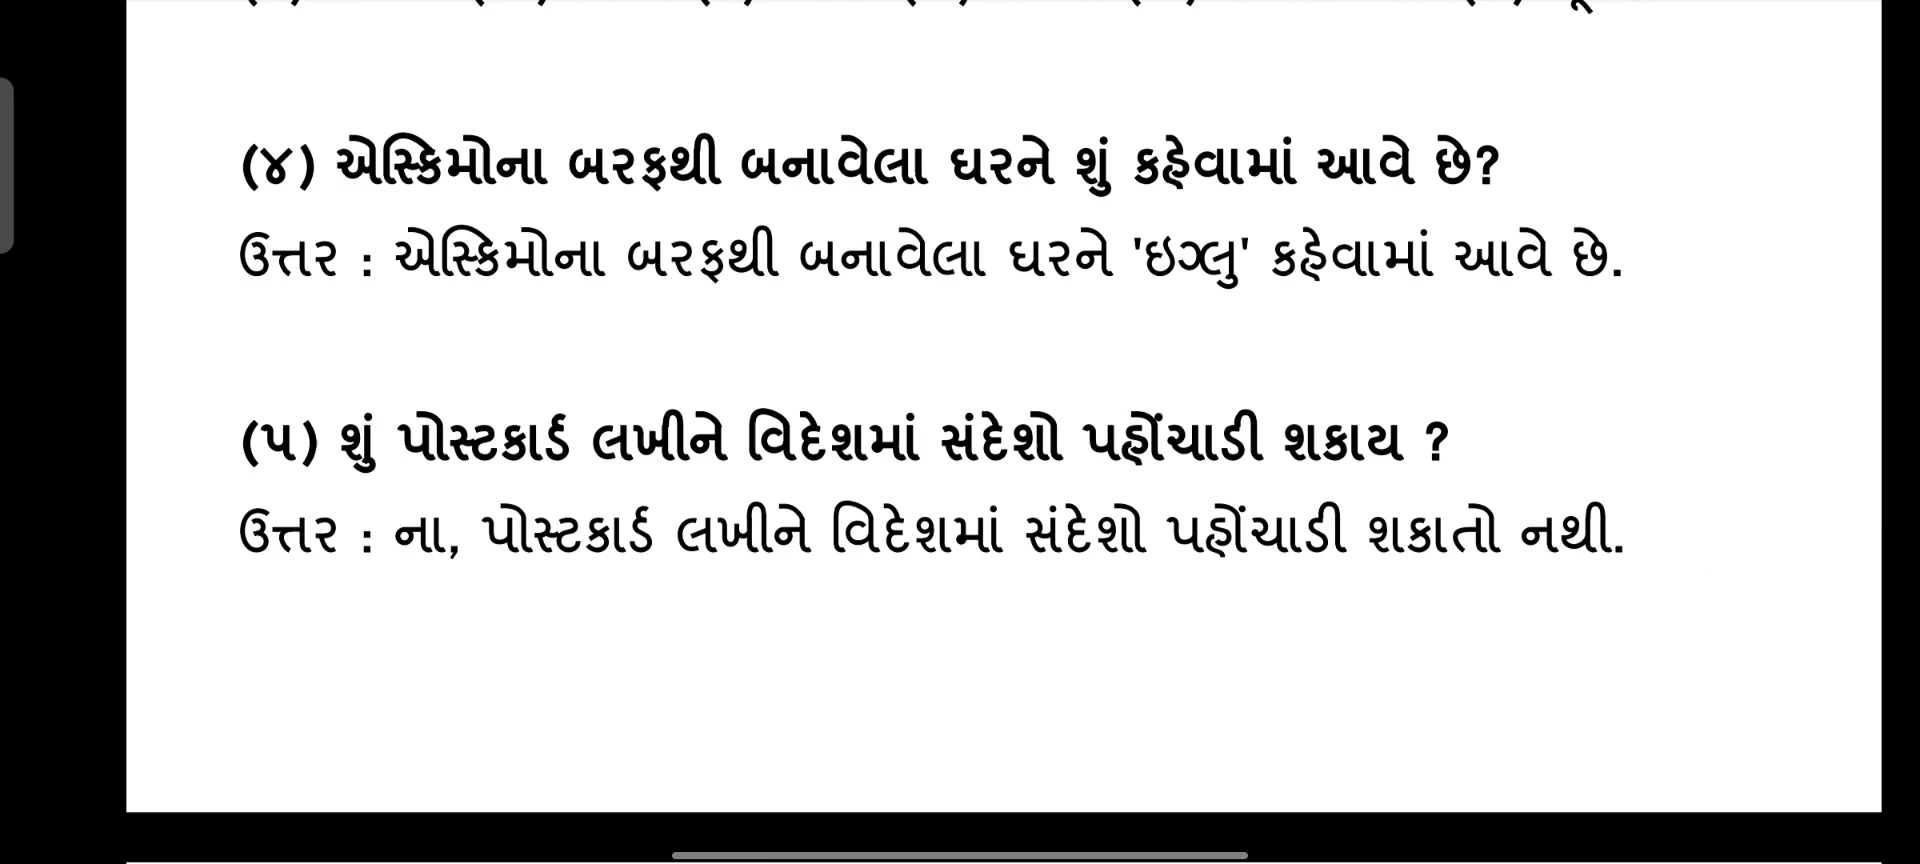 (૪) એસ્કિમોના બરફથી બનાવેલા ઘરને શું કહેવામાં આવે છે?
ઉત્તર : એસ્કિમોના બરફથી બનાવેલા ઘરને 'ઇગ્લુ' કહેવામાં આવે છે.
(૫) શું પોસ્ટકાર્ડ લખીને વિદેશમાં સંદેશો પહોંચાડી શકાય ?
ઉત્તર : ના, પોસ્ટકાર્ડ લખીને વિદેશમાં સંદેશો પહોંચાડી શકાતો નથી.